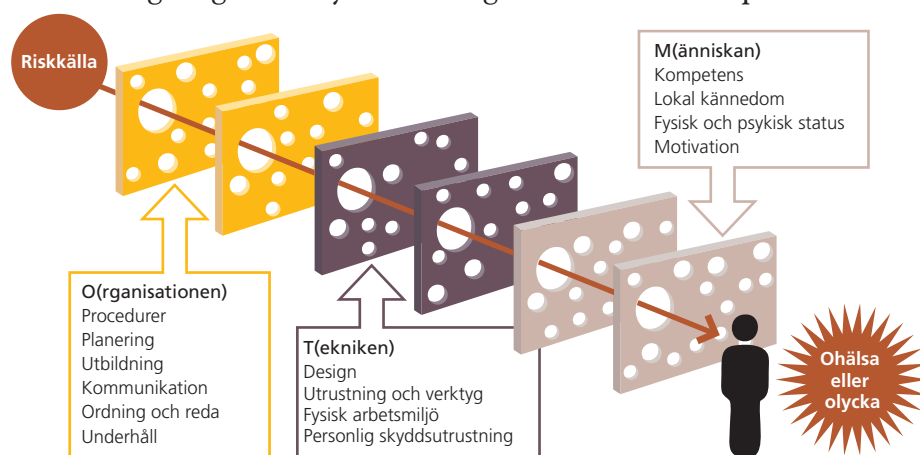 Riskkälla
M(änniskan)
Kompetens
Lokal kännedom
Fysisk och psykisk status
Motivation
O(rganisationen)
Procedurer
Planering
Utbildning
Kommunikation
Ordning och reda
Underhåll
T(ekniken)
Design
Utrustning och verktyg
Fysisk arbetsmiljö
Personlig skyddsutrustning
Ohälsa
eller
olycka